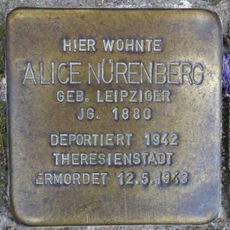 HIER WOHNTE
ALICE NÜRENBERG
GEB. LEIPZIGER
JG. 1880
DEPORTIERT 1942
THERESIENSTADT
ERMORDET 12.5.1943